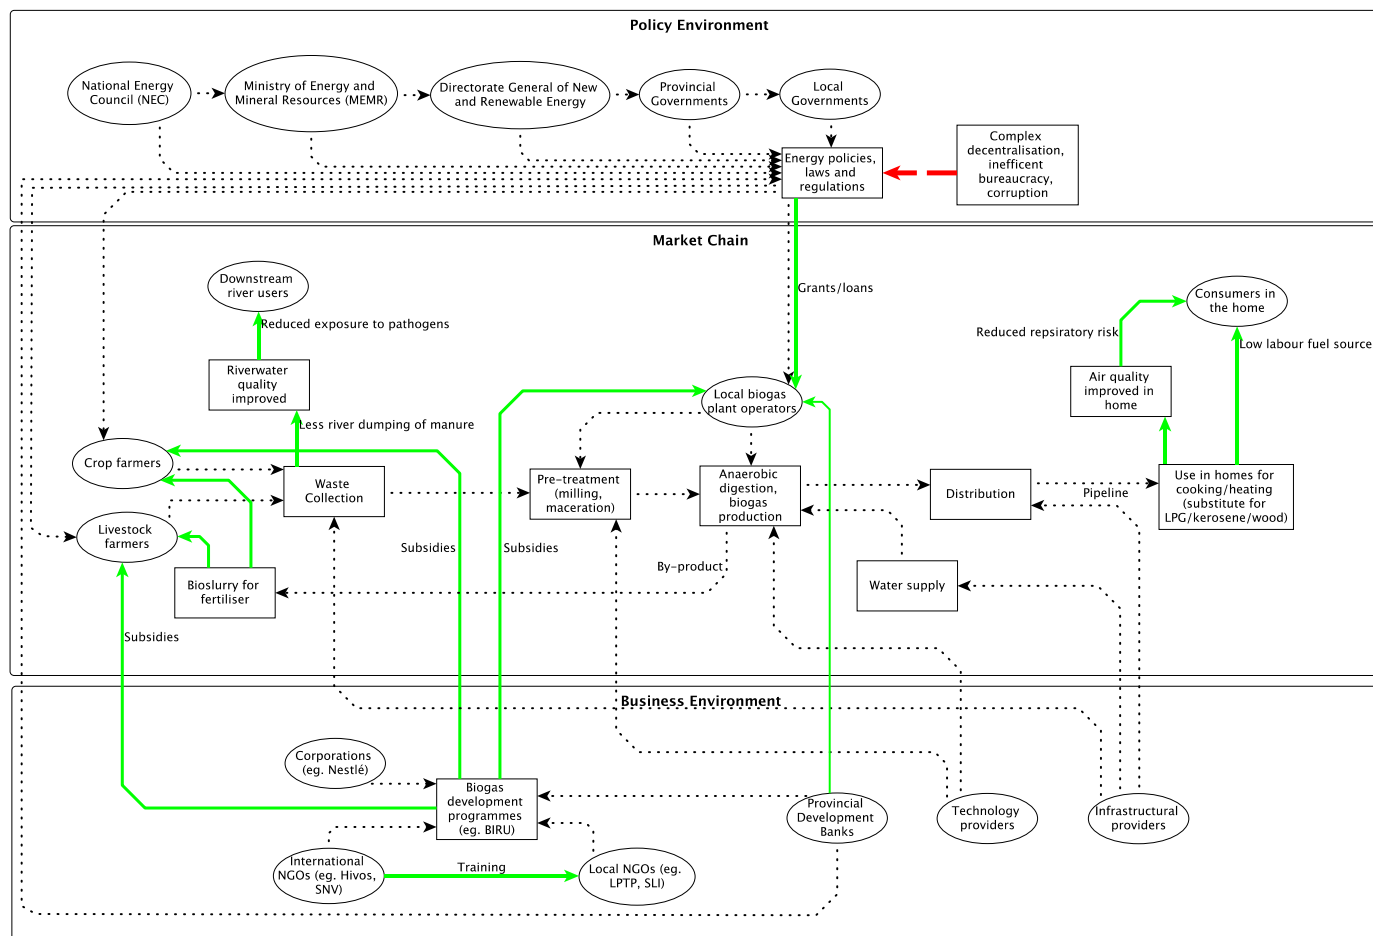 Policy Environment
National Energy
Council (NEC)
Ministry of Energy and
Mineral Resources (MEMR)
Directorate General of New
and Renewable Energy
Provincial
Governments
Local
Governments
Energy policies,
laws and
regulations
Complex
decentralisation,
inefficent
bureaucracy,
corruption
Market Chain
Downstream
river users
Reduced exposure to pathogens
Riverwater
quality
improved
Less river dumping of manure
Grants/loans
Consumers in
the home
Reduced repsiratory risk
Low labour fuel source
Air quality
improved in
home
Local biogas
plant operators
Crop farmers
Waste
Collection
Pre-treatment
(milling,
maceration)
Anaerobic
digestion,
biogas
production
Distribution
Pipeline
Use in homes for
cooking/heating
(substitute for
LPG/kerosene/wood)
Livestock
farmers
Subsidies
Subsidies
By-product
Bioslurry for
fertiliser
Water supply
Subsidies
Business Environment
Corporations
(eg. Nestlé)
Biogas
development
programmes
(eg. BIRU)
Provincial
Development
Banks
Technology
providers
Infrastructural
providers
International
NGOs (eg. Hivos,
SNV)
Training
Local NGOs (eg.
LPTP, SLI)